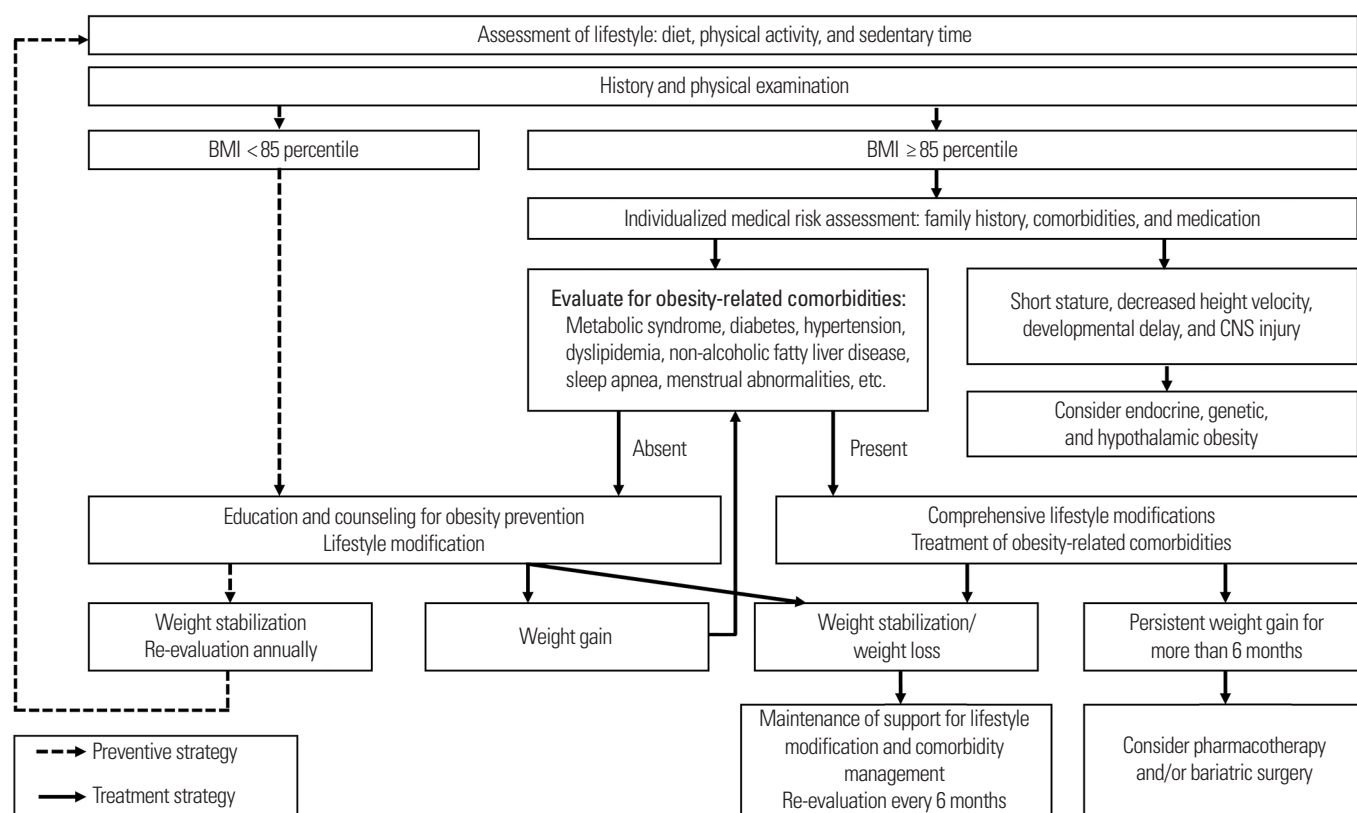 Assessment of lifestyle: diet, physical activity, and sedentary time
History and physical examination
BMI < 85 percentile
BMI ≥ 85 percentile
Individualized medical risk assessment: family history, comorbidities, and medication
Evaluate for obesity-related comorbidities:
Metabolic syndrome, diabetes, hypertension,
dyslipidemia, non-alcoholic fatty liver disease,
sleep apnea, menstrual abnormalities, etc.
Short stature, decreased height velocity,
developmental delay, and CNS injury
Consider endocrine, genetic,
and hypothalamic obesity
Absent
Present
Education and counseling for obesity prevention
Lifestyle modification
Comprehensive lifestyle modifications
Treatment of obesity-related comorbidities
Weight stabilization
Re-evaluation annually
Weight gain
Weight stabilization/
weight loss
Persistent weight gain for
more than 6 months
Maintenance of support for lifestyle
modification and comorbidity
management
Re-evaluation every 6 months
Consider pharmacotherapy
and/or bariatric surgery
Preventive strategy
Treatment strategy